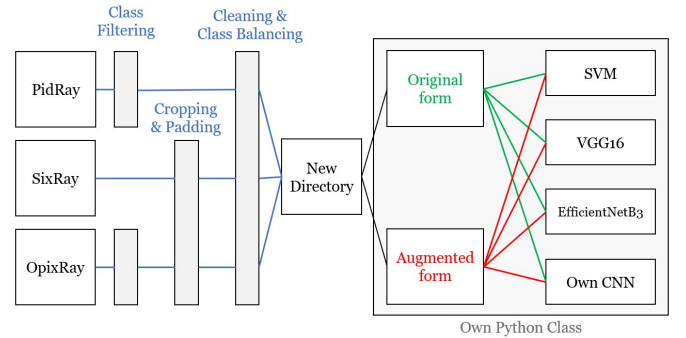 Class
Filtering
Cleaning &
Class Balancing
PidRay
Cropping
& Padding
SixRay
OpixRay
New
Directory
Original
form
Augmented
form
SVM
VGG16
EfficientNetB3
Own CNN
Own Python Class